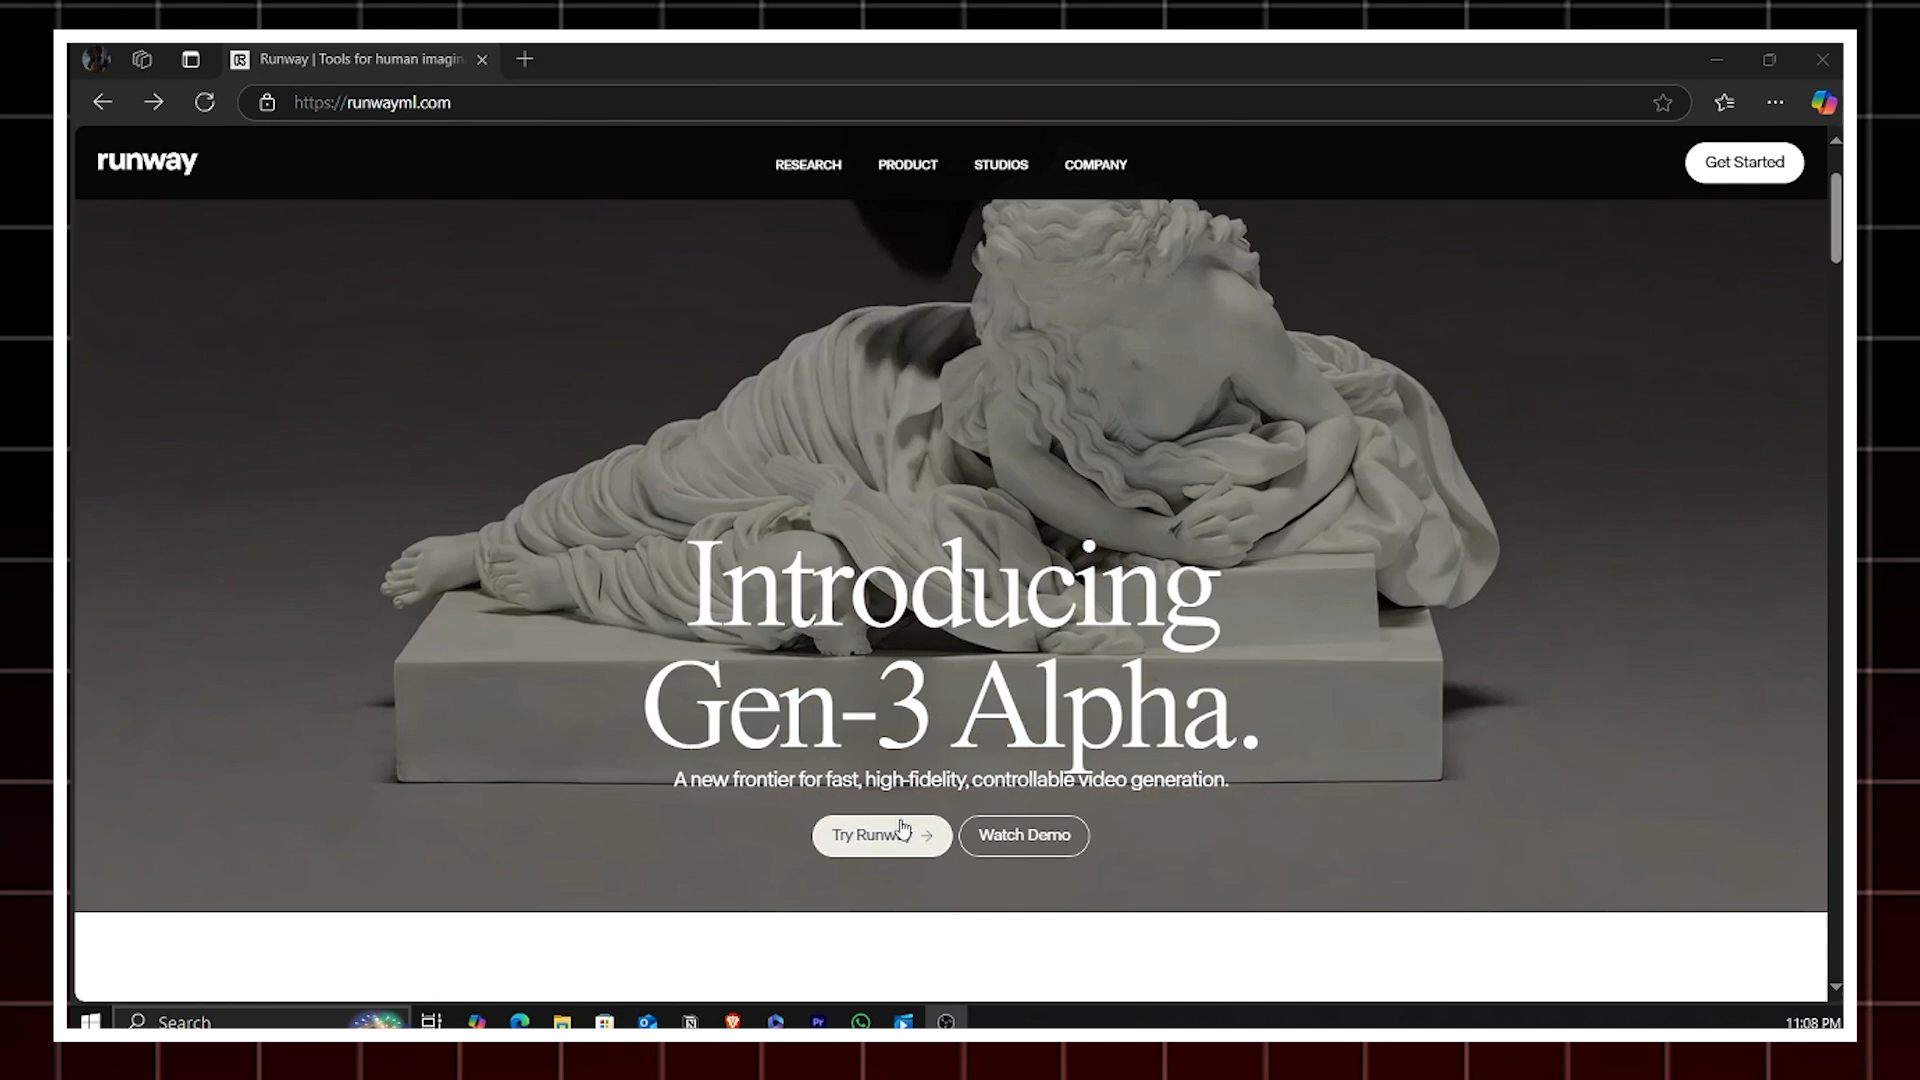 Runway | Tools for human imagin
https://runwayml.com
runway
RESEARCH
PRODUCT
STUDIOS
COMPANY
Get Started
Introducing
Gen-3 Alpha.
A new frontier for fast, high-fidelity, controllable video generation.
Try Runway
Watch Demo
Search
Pr
11:08 PM